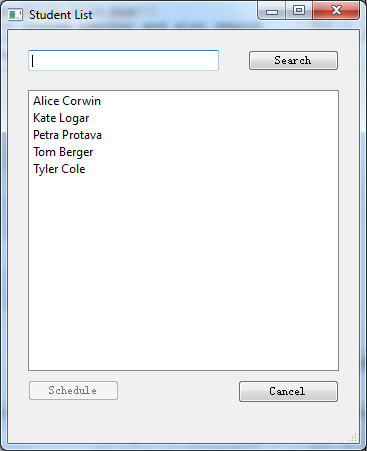 Student List
Search
Alice Corwin
Kate Logar
Petra Protava
Tom Berger
Tyler Cole
Schedule
Cancel